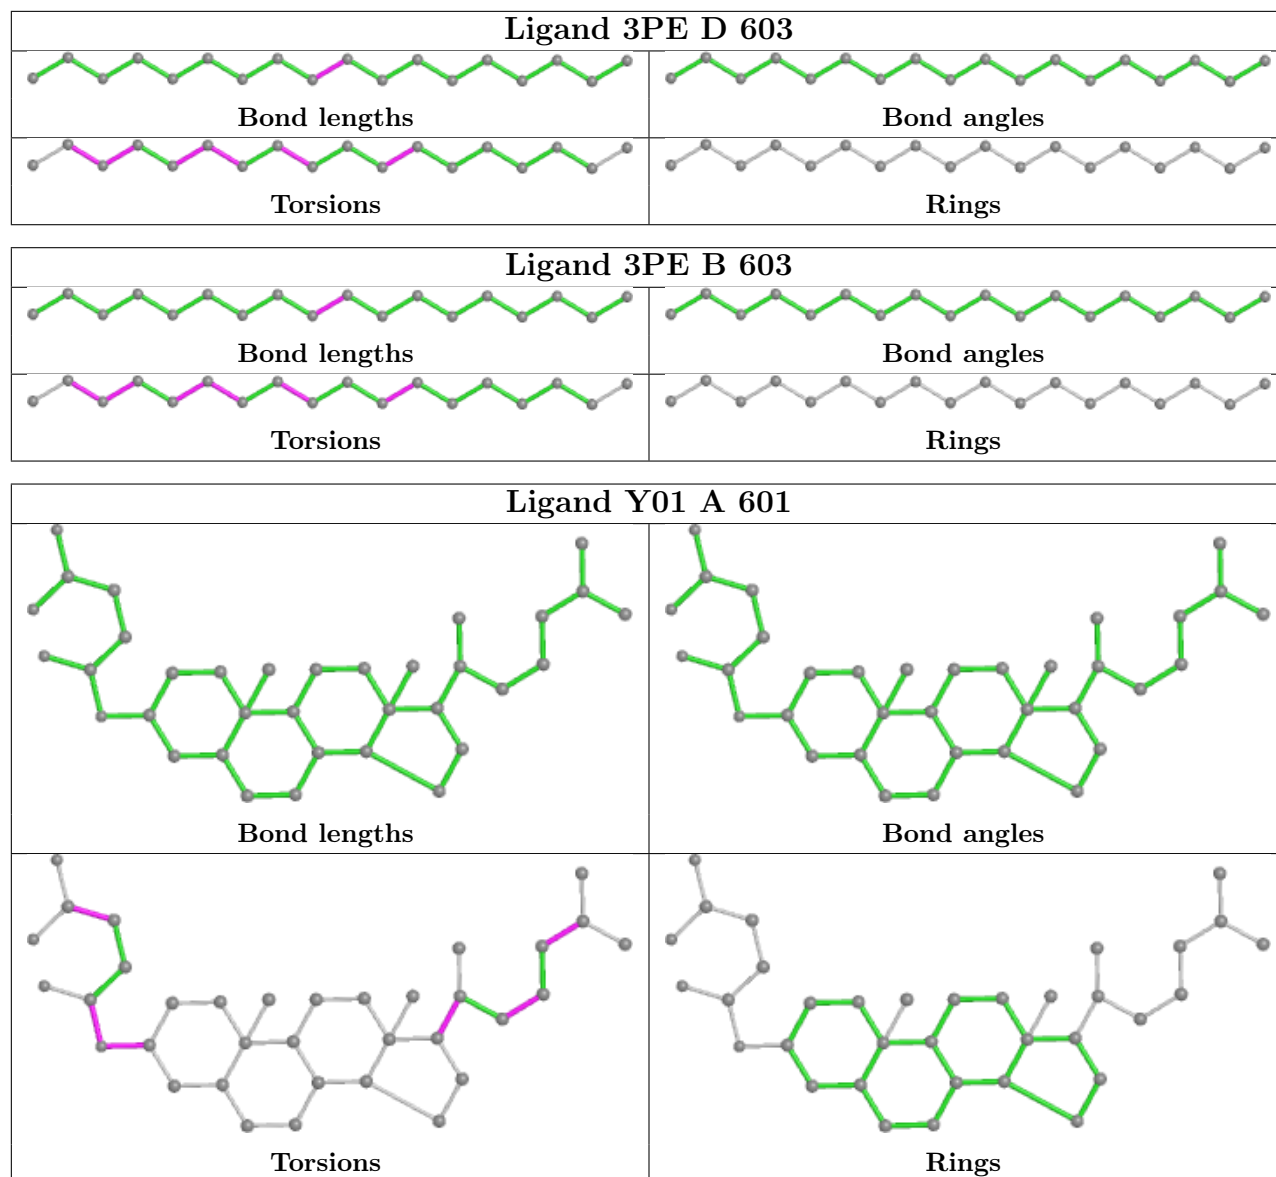 Ligand 3PE D 603
Bond lengths Bond angles
Torsions Rings
Ligand 3PE B 603
Bond lengths Bond angles
Torsions Rings
Ligand Y01 A 601
Bond lengths Bond angles
Torsions Rings